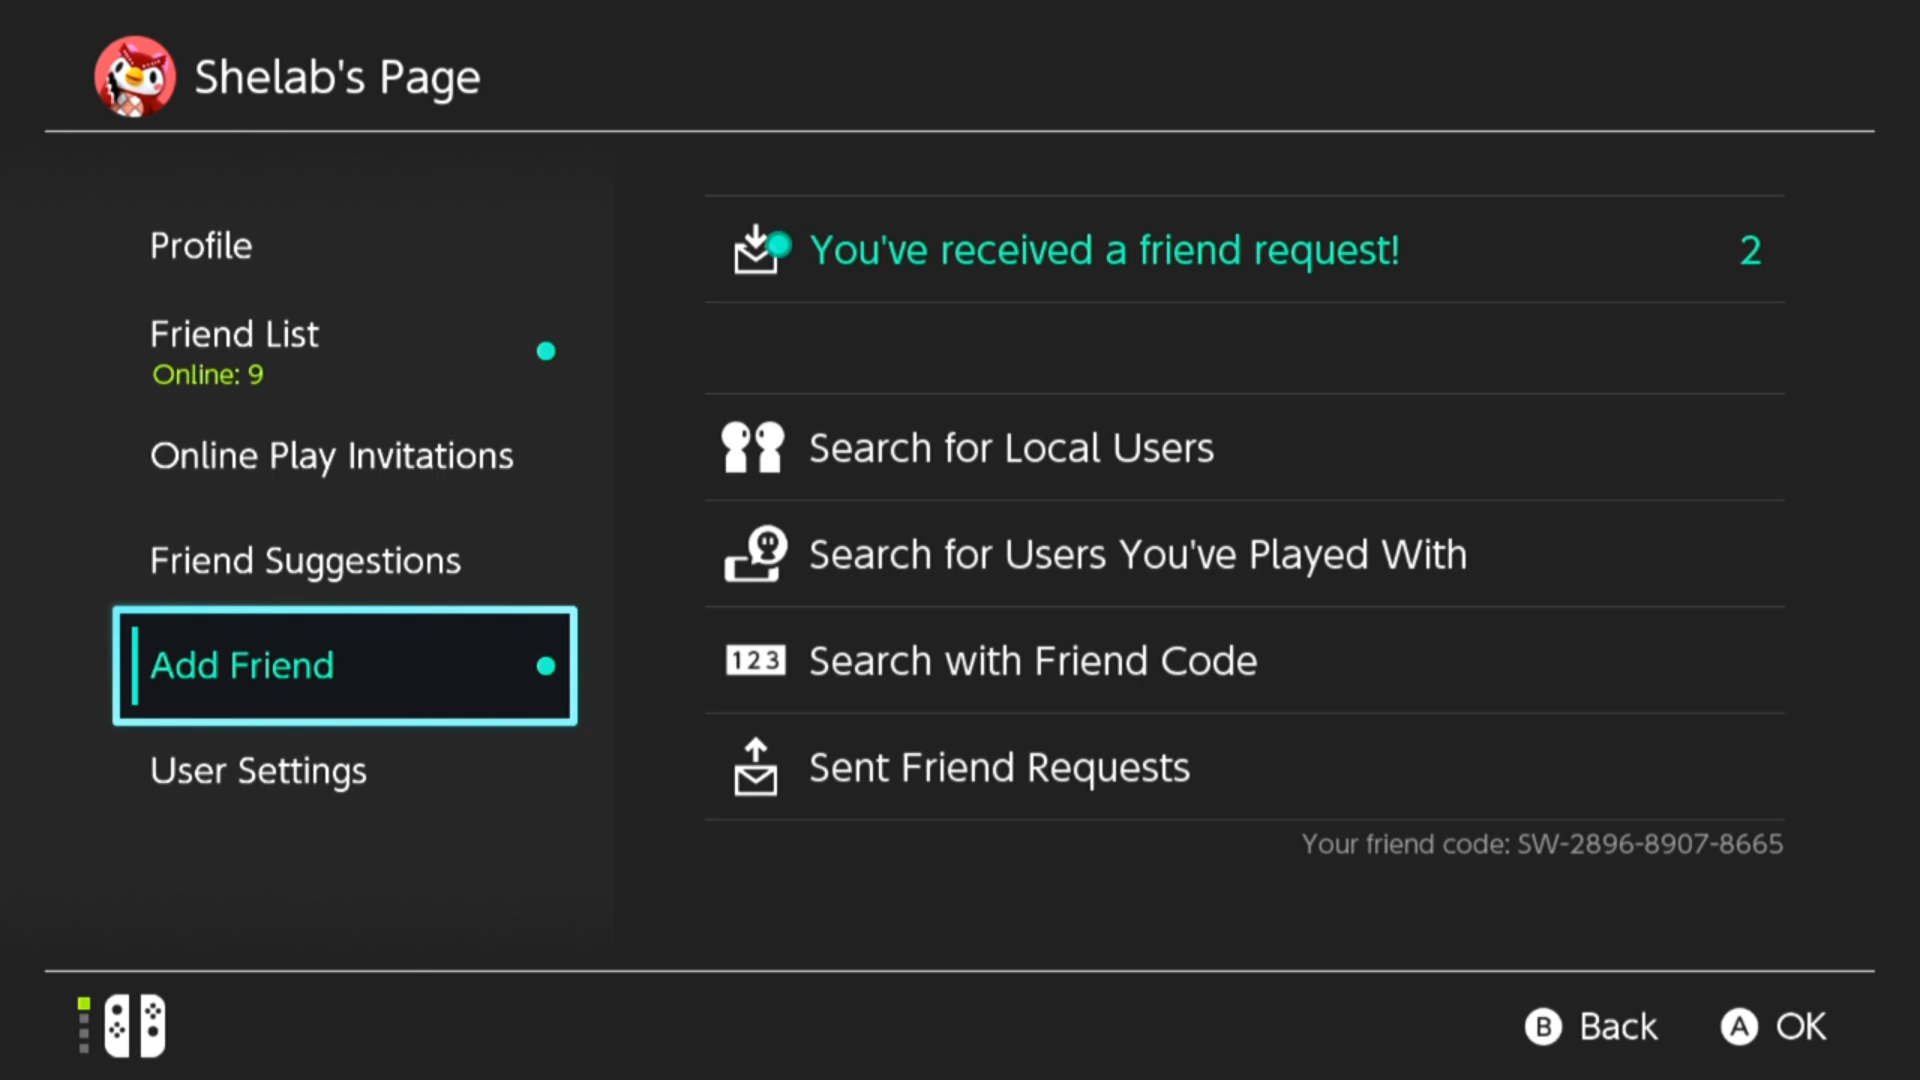 Shelab's Page
Profile
Friend List
Online: 9
Online Play Invitations
Friend Suggestions
Add Friend
User Settings
You've received a friend request! 2
Search for Local Users
Search for Users You've Played With
123 Search with Friend Code
Sent Friend Requests
Your friend code: SW-2896-8907-8665
B Back A OK